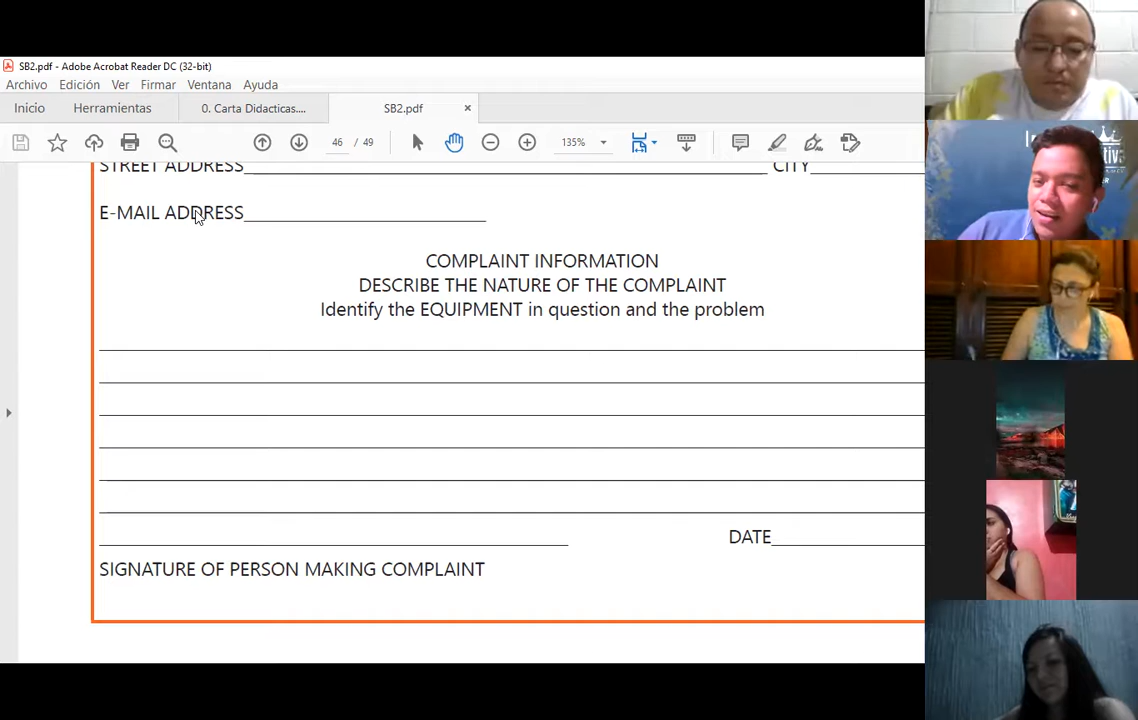 SB2.pdf - Adobe Acrobat Reader DC (32-bit)
Archivo Edición Ver Firmar Ventana Ayuda
Inicio Herramientas 0. Carta Didacticas.... SB2.pdf ×
46 / 49 135%
STREET ADDRESS CITY
E-MAIL ADDRESS
COMPLAINT INFORMATION
DESCRIBE THE NATURE OF THE COMPLAINT
Identify the EQUIPMENT in question and the problem
DATE
SIGNATURE OF PERSON MAKING COMPLAINT